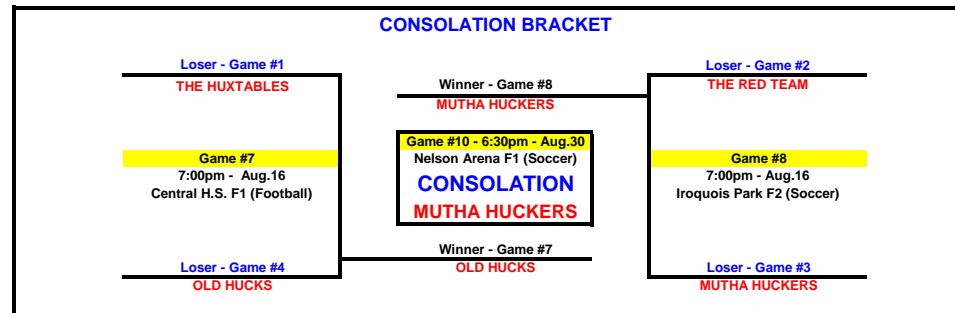 CONSOLATION BRACKET
Loser - Game #1
THE HUXTABLES
Game #7
7:00pm - Aug.16
Central H.S. F1 (Football)
Loser - Game #4
OLD HUCKS
Winner - Game #8
MUTHA HUCKERS
Game #10 - 6:30pm - Aug.30
Nelson Arena F1 (Soccer)
CONSOLATION
MUTHA HUCKERS
Winner - Game #7
OLD HUCKS
Loser - Game #2
THE RED TEAM
Game #8
7:00pm - Aug.16
Iroquois Park F2 (Soccer)
Loser - Game #3
MUTHA HUCKERS